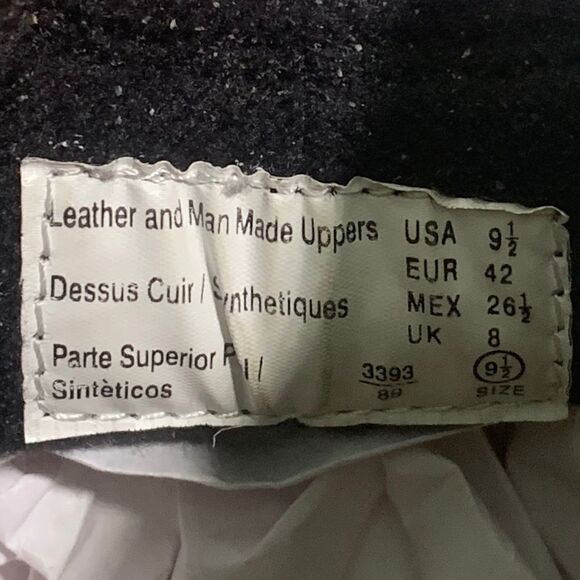 Leather and Man Made Uppers
Dessus Cuir / Synthetiques
Parte Superior /
Sintèticos
USA 9½
EUR 42
MEX 26½
UK 8
3393
89
9½
SIZE